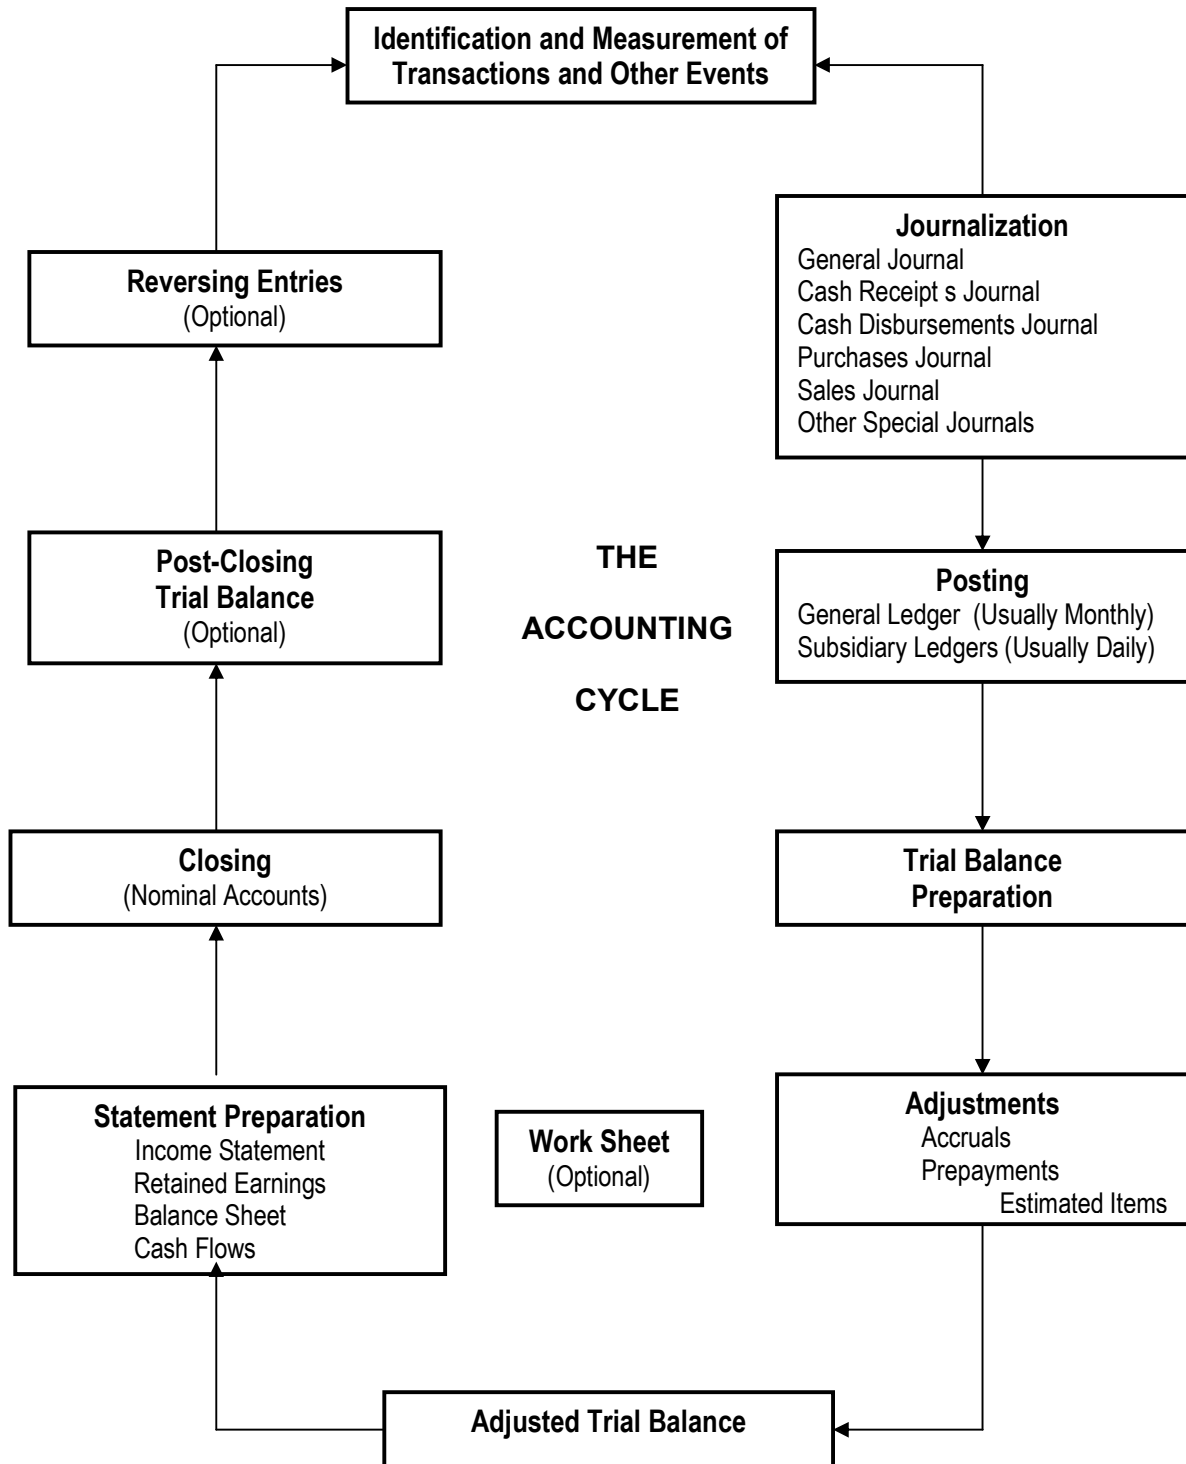 Identification and Measurement of
Transactions and Other Events
Journalization
General Journal
Cash Receipt s Journal
Cash Disbursements Journal
Purchases Journal
Sales Journal
Other Special Journals
Reversing Entries
(Optional)
Post-Closing
Trial Balance
(Optional)
THE
ACCOUNTING
CYCLE
Posting
General Ledger (Usually Monthly)
Subsidiary Ledgers (Usually Daily)
Closing
(Nominal Accounts)
Trial Balance
Preparation
Statement Preparation
Income Statement
Retained Earnings
Balance Sheet
Cash Flows
Work Sheet
(Optional)
Adjustments
Accruals
Prepayments
Estimated Items
Adjusted Trial Balance